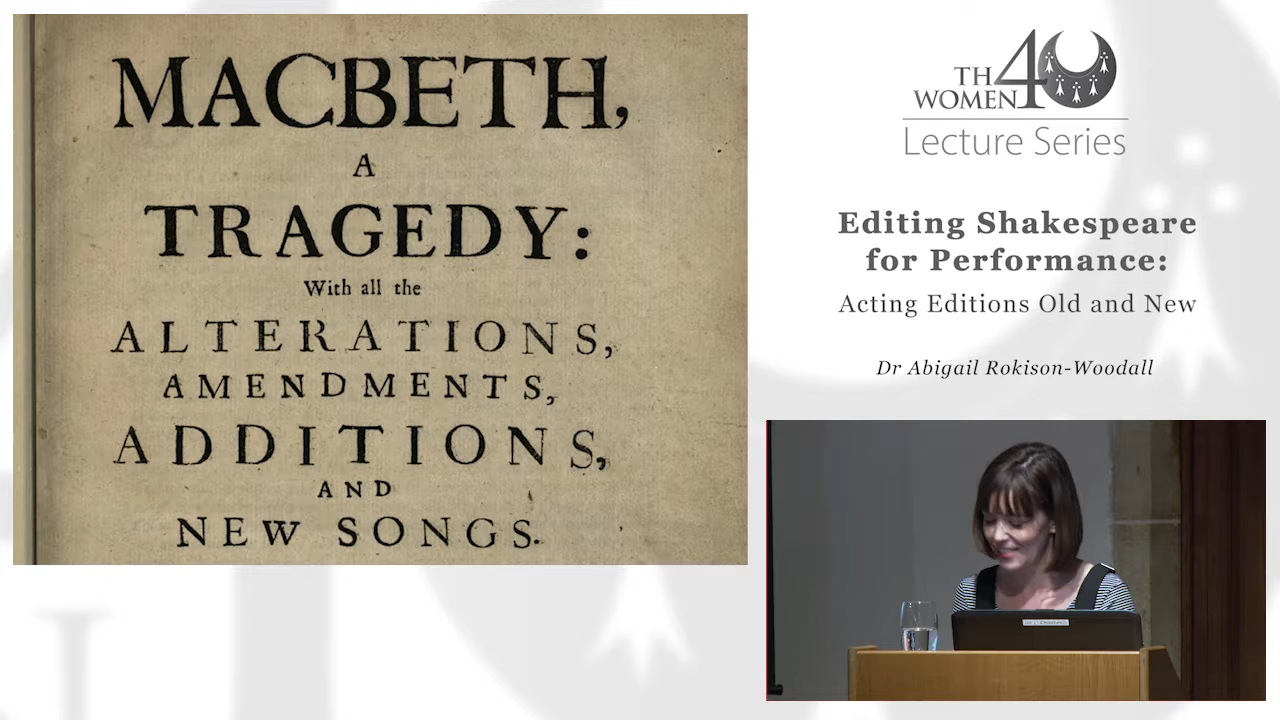 MACBETH,
A
TRAGEDY:
With all the
ALTERATIONS,
AMENDMENTS,
ADDITIONS,
AND
NEW SONGS.
TH40
WOMEN
Lecture Series
Editing Shakespeare
for Performance:
Acting Editions Old and New
Dr Abigail Rokison-Woodall